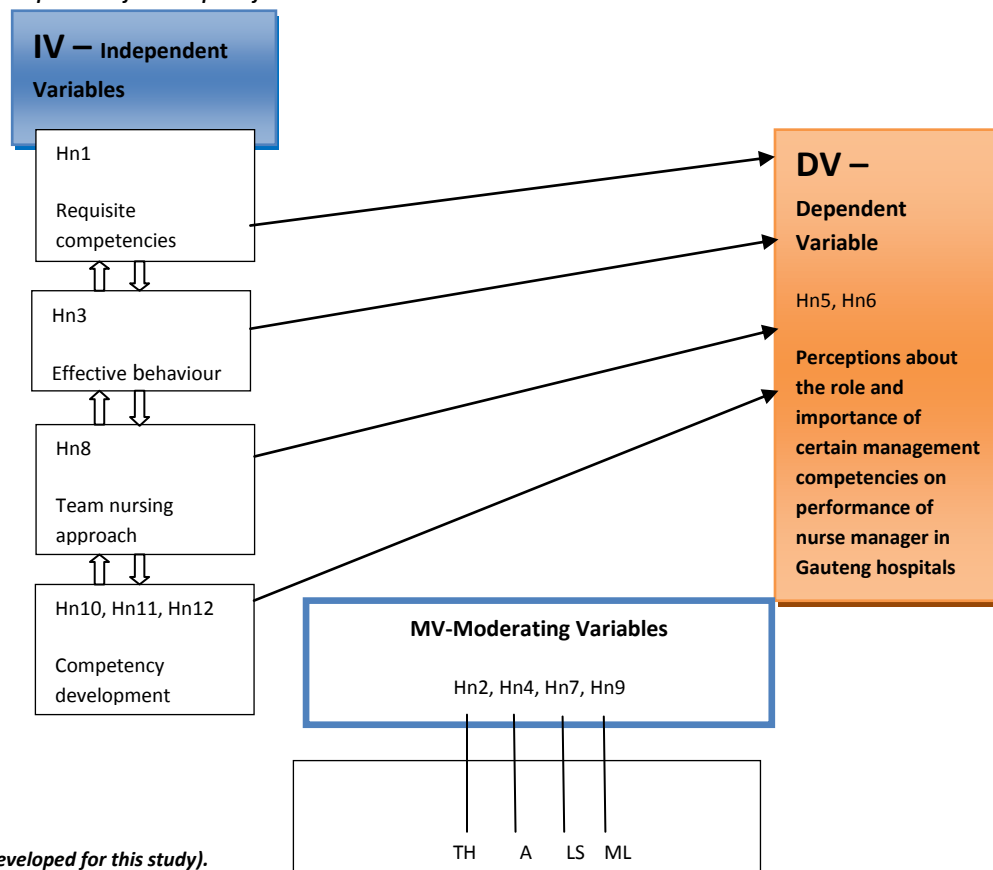 IV – Independent
Variables
Hn1
Requisite
competencies
Hn3
Effective behaviour
Hn8
Team nursing
approach
Hn10, Hn11, Hn12
Competency
development
DV –
Dependent
Variable
Hn5, Hn6
Perceptions about
the role and
importance of
certain management
competencies on
performance of
nurse manager in
Gauteng hospitals
MV-Moderating Variables
Hn2, Hn4, Hn7, Hn9
TH A LS ML
eveloped for this study).